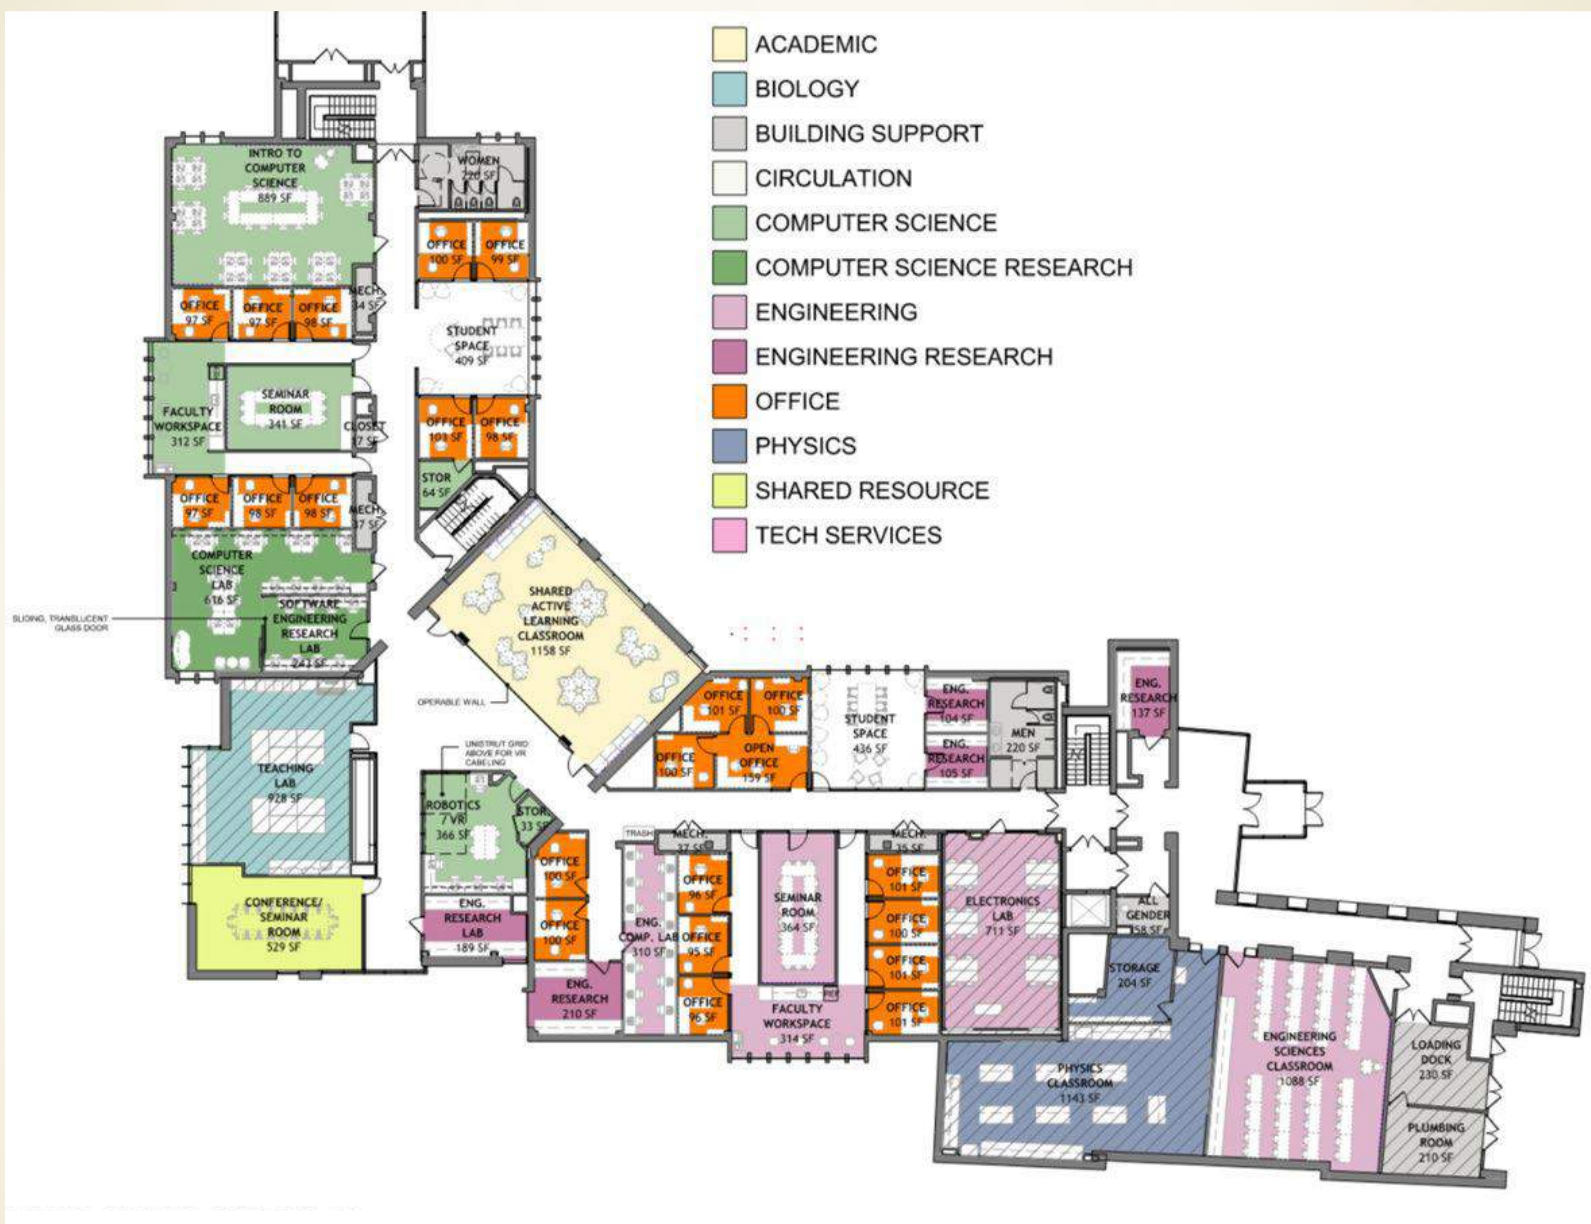 ACADEMIC
BIOLOGY
BUILDING SUPPORT
CIRCULATION
COMPUTER SCIENCE
COMPUTER SCIENCE RESEARCH
ENGINEERING
ENGINEERING RESEARCH
OFFICE
PHYSICS
SHARED RESOURCE
TECH SERVICES
INTRO TO
COMPUTER
SCIENCE
889 SF
WOMEN
220 SF
OFFICE
100 SF
OFFICE
99 SF
MECH.
34 SF
OFFICE
97 SF
OFFICE
97 SF
OFFICE
98 SF
STUDENT
SPACE
409 SF
FACULTY
WORKSPACE
312 SF
SEMINAR
ROOM
341 SF
CLOSET
17 SF
OFFICE
103 SF
OFFICE
98 SF
STOR
64 SF
OFFICE
97 SF
OFFICE
98 SF
OFFICE
98 SF
MECH.
37 SF
COMPUTER
SCIENCE
LAB
616 SF
SOFTWARE
ENGINEERING
RESEARCH
LAB
243 SF
SLIDING, TRANSLUCENT
GLASS DOOR
SHARED
ACTIVE
LEARNING
CLASSROOM
1158 SF
OPERABLE WALL
UNISTRUT GRID
ABOVE FOR VR
CABELING
TEACHING
LAB
928 SF
CONFERENCE/
SEMINAR
ROOM
529 SF
ROBOTICS
/ VR
366 SF
STOR.
33 SF
ENG.
RESEARCH
LAB
189 SF
OFFICE
101 SF
OFFICE
100 SF
OFFICE
100 SF
OPEN
OFFICE
159 SF
STUDENT
SPACE
436 SF
ENG.
RESEARCH
104 SF
ENG.
RESEARCH
105 SF
MEN
220 SF
ENG.
RESEARCH
137 SF
OFFICE
100 SF
OFFICE
100 SF
ENG.
RESEARCH
210 SF
TRASH
MECH.
37 SF
ENG.
COMP. LAB
310 SF
OFFICE
96 SF
OFFICE
95 SF
OFFICE
96 SF
SEMINAR
ROOM
364 SF
REF
FACULTY
WORKSPACE
314 SF
MECH.
35 SF
OFFICE
101 SF
OFFICE
100 SF
OFFICE
101 SF
OFFICE
101 SF
ELECTRONICS
LAB
711 SF
ALL
GENDER
58 SF
STORAGE
204 SF
PHYSICS
CLASSROOM
1143 SF
ENGINEERING
SCIENCES
CLASSROOM
1088 SF
LOADING
DOCK
230 SF
PLUMBING
ROOM
210 SF